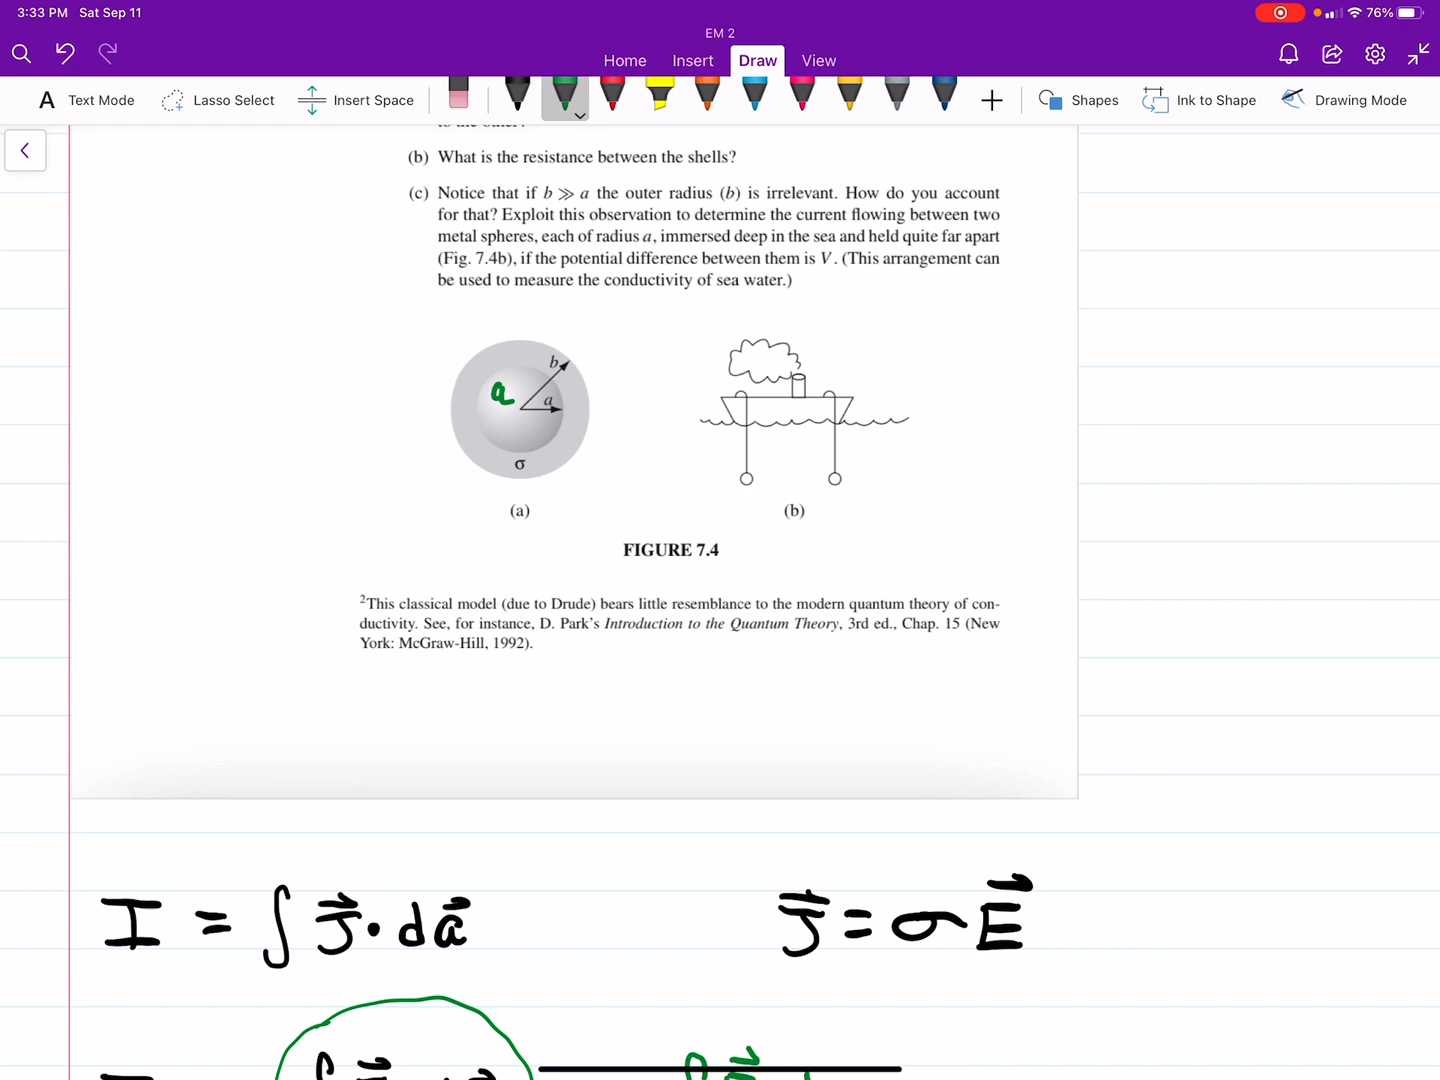 3:33 PM Sat Sep 11
76%
EM 2
Home Insert Draw View
A Text Mode Lasso Select Insert Space Shapes Ink to Shape Drawing Mode
to the other?
(b) What is the resistance between the shells?
(c) Notice that if b ≫ a the outer radius (b) is irrelevant. How do you account
for that? Exploit this observation to determine the current flowing between two
metal spheres, each of radius a, immersed deep in the sea and held quite far apart
(Fig. 7.4b), if the potential difference between them is V. (This arrangement can
be used to measure the conductivity of sea water.)
b
a
σ
(a) (b)
FIGURE 7.4
²This classical model (due to Drude) bears little resemblance to the modern quantum theory of con-
ductivity. See, for instance, D. Park's Introduction to the Quantum Theory, 3rd ed., Chap. 15 (New
York: McGraw-Hill, 1992).
I = ∫ J⃗ · da⃗ J⃗ = σ E⃗